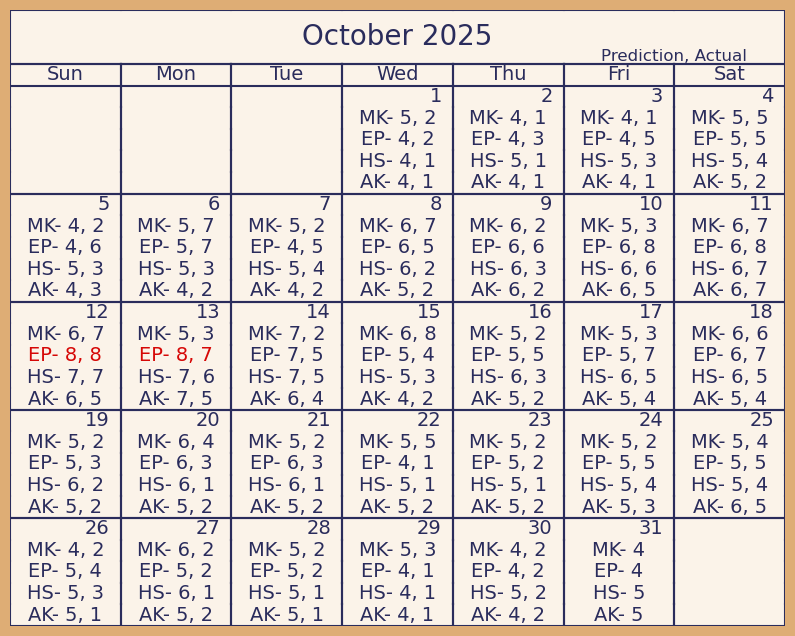 October 2025
Prediction, Actual
Sun Mon Tue Wed Thu Fri Sat
1 2 3 4
MK- 5, 2 MK- 4, 1 MK- 4, 1 MK- 5, 5
EP- 4, 2 EP- 4, 3 EP- 4, 5 EP- 5, 5
HS- 4, 1 HS- 5, 1 HS- 5, 3 HS- 5, 4
AK- 4, 1 AK- 4, 1 AK- 4, 1 AK- 5, 2
5 6 7 8 9 10 11
MK- 4, 2 MK- 5, 7 MK- 5, 2 MK- 6, 7 MK- 6, 2 MK- 5, 3 MK- 6, 7
EP- 4, 6 EP- 5, 7 EP- 4, 5 EP- 6, 5 EP- 6, 6 EP- 6, 8 EP- 6, 8
HS- 5, 3 HS- 5, 3 HS- 5, 4 HS- 6, 2 HS- 6, 3 HS- 6, 6 HS- 6, 7
AK- 4, 3 AK- 4, 2 AK- 4, 2 AK- 5, 2 AK- 6, 2 AK- 6, 5 AK- 6, 7
12 13 14 15 16 17 18
MK- 6, 7 MK- 5, 3 MK- 7, 2 MK- 6, 8 MK- 5, 2 MK- 5, 3 MK- 6, 6
EP- 8, 8 EP- 8, 7 EP- 7, 5 EP- 5, 4 EP- 5, 5 EP- 5, 7 EP- 6, 7
HS- 7, 7 HS- 7, 6 HS- 7, 5 HS- 5, 3 HS- 6, 3 HS- 6, 5 HS- 6, 5
AK- 6, 5 AK- 7, 5 AK- 6, 4 AK- 4, 2 AK- 5, 2 AK- 5, 4 AK- 5, 4
19 20 21 22 23 24 25
MK- 5, 2 MK- 6, 4 MK- 5, 2 MK- 5, 5 MK- 5, 2 MK- 5, 2 MK- 5, 4
EP- 5, 3 EP- 6, 3 EP- 6, 3 EP- 4, 1 EP- 5, 2 EP- 5, 5 EP- 5, 5
HS- 6, 2 HS- 6, 1 HS- 6, 1 HS- 5, 1 HS- 5, 1 HS- 5, 4 HS- 5, 4
AK- 5, 2 AK- 5, 2 AK- 5, 2 AK- 5, 2 AK- 5, 2 AK- 5, 3 AK- 6, 5
26 27 28 29 30 31
MK- 4, 2 MK- 6, 2 MK- 5, 2 MK- 5, 3 MK- 4, 2 MK- 4
EP- 5, 4 EP- 5, 2 EP- 5, 2 EP- 4, 1 EP- 4, 2 EP- 4
HS- 5, 3 HS- 6, 1 HS- 5, 1 HS- 4, 1 HS- 5, 2 HS- 5
AK- 5, 1 AK- 5, 2 AK- 5, 1 AK- 4, 1 AK- 4, 2 AK- 5